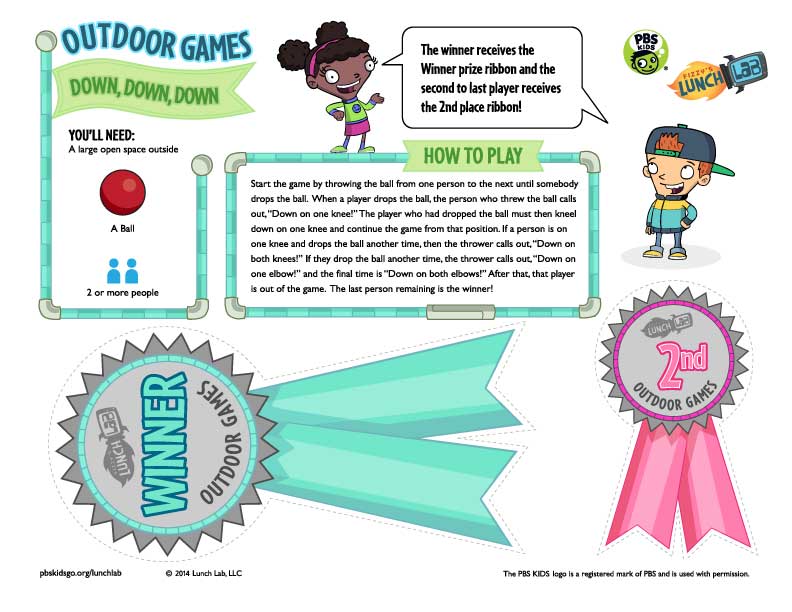 OUTDOOR GAMES
DOWN, DOWN, DOWN
YOU'LL NEED:
A large open space outside
A Ball
2 or more people
The winner receives the
Winner prize ribbon and the
second to last player receives
the 2nd place ribbon!
PBS
KIDS
FIZZY'S
LUNCH
LAB
HOW TO PLAY
Start the game by throwing the ball from one person to the next until somebody
drops the ball. When a player drops the ball, the person who threw the ball calls
out, "Down on one knee!" The player who had dropped the ball must then kneel
down on one knee and continue the game from that position. If a person is on
one knee and drops the ball another time, then the thrower calls out, "Down on
both knees!" If they drop the ball another time, the thrower calls out, "Down on
one elbow!" and the final time is "Down on both elbows!" After that, that player
is out of the game. The last person remaining is the winner!
LUNCH LAB
WINNER
OUTDOOR GAMES
LUNCH LAB
2nd
OUTDOOR GAMES
pbskidsgo.org/lunchlab
© 2014 Lunch Lab, LLC
The PBS KIDS logo is a registered mark of PBS and is used with permission.